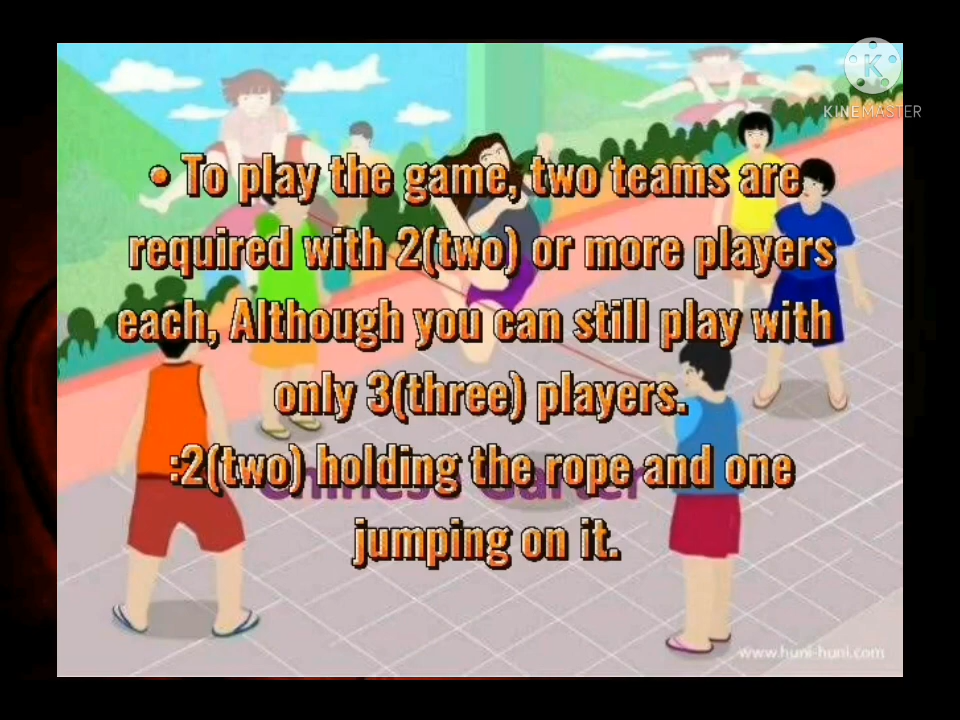 KINEMASTER
• To play the game, two teams are
required with 2(two) or more players
each, Although you can still play with
only 3(three) players.
:2(two) holding the rope and one
Chinese Garter
jumping on it.
www.huni-huni.com